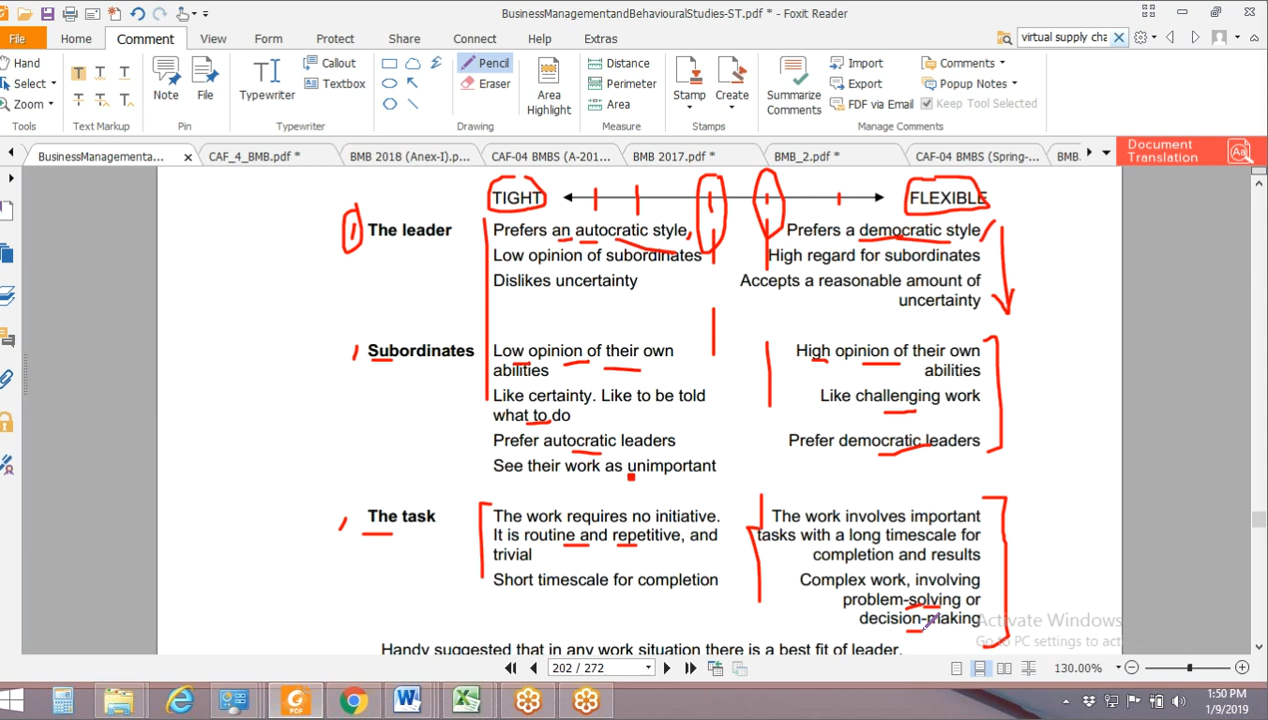 BusinessManagementandBehaviouralStudies-ST.pdf * - Foxit Reader
File Home Comment View Form Protect Share Connect Help Extras virtual supply cha
Hand
Select
Zoom
Tools
Text Markup
Note File
Pin
Typewriter
Callout
Textbox
Typewriter
Pencil
Eraser
Drawing
Area Highlight
Distance
Perimeter
Area
Measure
Stamp Create
Stamps
Summarize Comments
Import
Export
FDF via Email
Comments
Popup Notes
Keep Tool Selected
Manage Comments
BusinessManagementa... CAF_4_BMB.pdf * BMB 2018 (Anex-I).p... CAF-04 BMBS (A-201... BMB 2017.pdf * BMB_2.pdf * CAF-04 BMBS (Spring-... BMB.
Document Translation
TIGHT FLEXIBLE
The leader Prefers an autocratic style, Prefers a democratic style
Low opinion of subordinates High regard for subordinates
Dislikes uncertainty Accepts a reasonable amount of
uncertainty
Subordinates Low opinion of their own High opinion of their own
abilities abilities
Like certainty. Like to be told Like challenging work
what to do
Prefer autocratic leaders Prefer democratic leaders
See their work as unimportant
The task The work requires no initiative. The work involves important
It is routine and repetitive, and tasks with a long timescale for
trivial completion and results
Short timescale for completion Complex work, involving
problem-solving or
decision-making
Activate Windows
Go to PC settings to activ
Handy suggested that in any work situation there is a best fit of leader,
202 / 272 130.00%
1:50 PM
1/9/2019